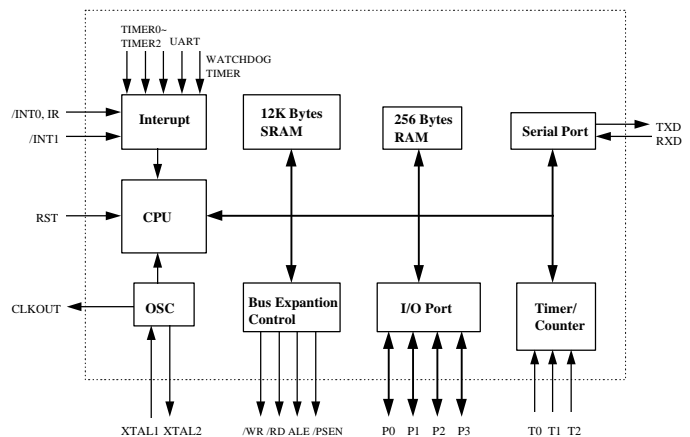 TIMER0~
TIMER2
UART
WATCHDOG
TIMER
/INT0, IR
/INT1
Interupt
12K Bytes
SRAM
256 Bytes
RAM
Serial Port
TXD
RXD
RST
CPU
CLKOUT
OSC
Bus Expantion
Control
I/O Port
Timer/
Counter
XTAL1 XTAL2
/WR /RD ALE /PSEN
P0 P1 P2 P3
T0 T1 T2